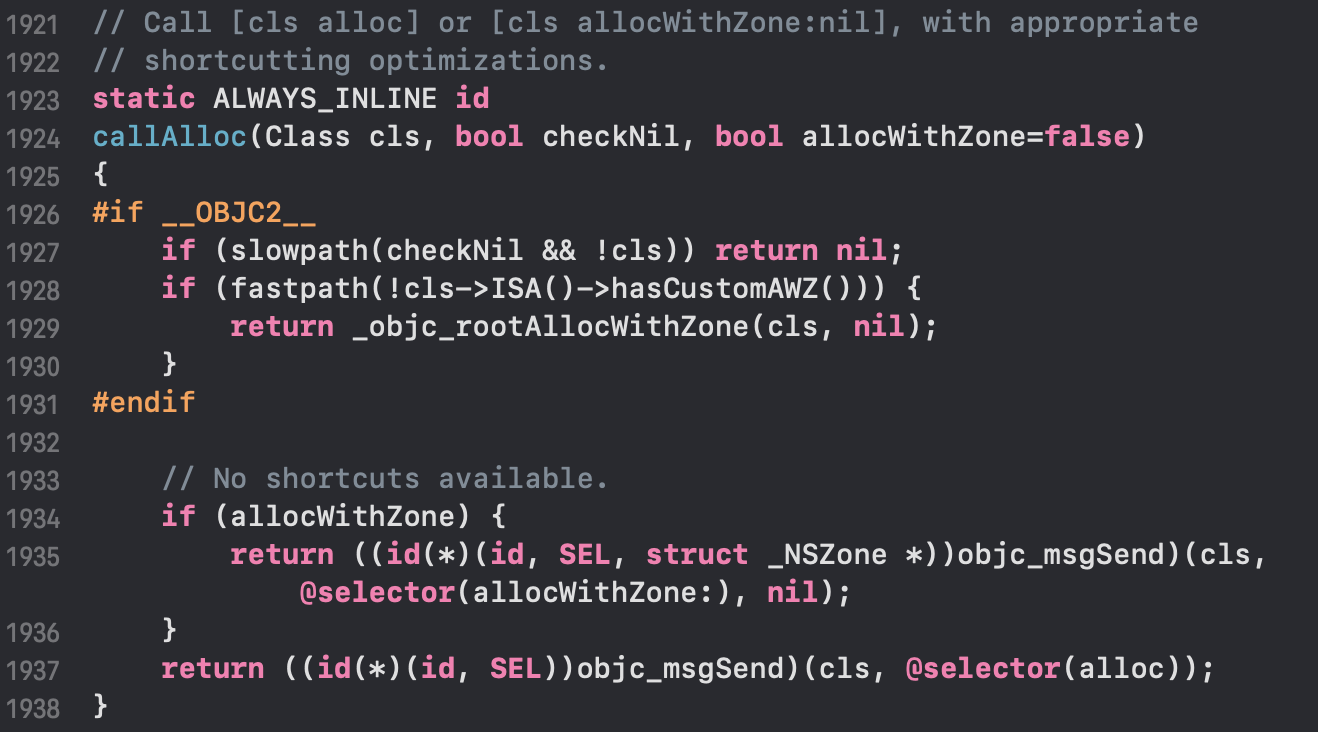 1921 // Call [cls alloc] or [cls allocWithZone:nil], with appropriate
1922 // shortcutting optimizations.
1923 static ALWAYS_INLINE id
1924 callAlloc(Class cls, bool checkNil, bool allocWithZone=false)
1925 {
1926 #if __OBJC2__
1927     if (slowpath(checkNil && !cls)) return nil;
1928     if (fastpath(!cls->ISA()->hasCustomAWZ())) {
1929         return _objc_rootAllocWithZone(cls, nil);
1930     }
1931 #endif
1932
1933     // No shortcuts available.
1934     if (allocWithZone) {
1935         return ((id(*)(id, SEL, struct _NSZone *))objc_msgSend)(cls,
            @selector(allocWithZone:), nil);
1936     }
1937     return ((id(*)(id, SEL))objc_msgSend)(cls, @selector(alloc));
1938 }